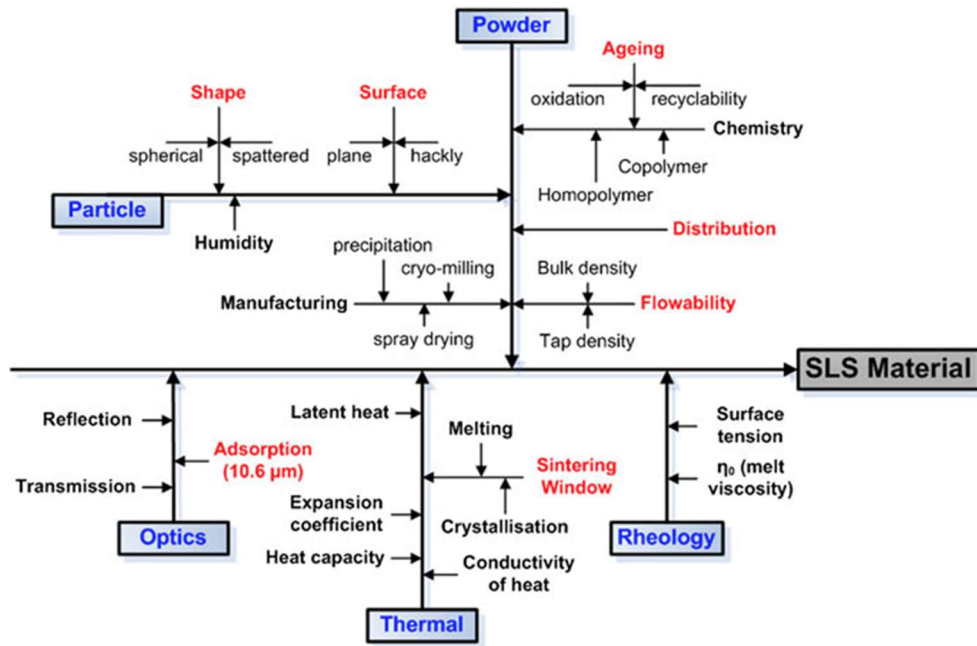 Powder
Ageing
oxidation
recyclability
Shape
Surface
spherical
spattered
plane
hackly
Chemistry
Copolymer
Homopolymer
Particle
Humidity
Distribution
precipitation
cryo-milling
Bulk density
Manufacturing
Flowability
spray drying
Tap density
SLS Material
Reflection
Adsorption
(10.6 µm)
Transmission
Optics
Latent heat
Melting
Sintering
Window
Expansion
coefficient
Crystallisation
Heat capacity
Conductivity
of heat
Thermal
Surface
tension
η₀ (melt
viscosity)
Rheology